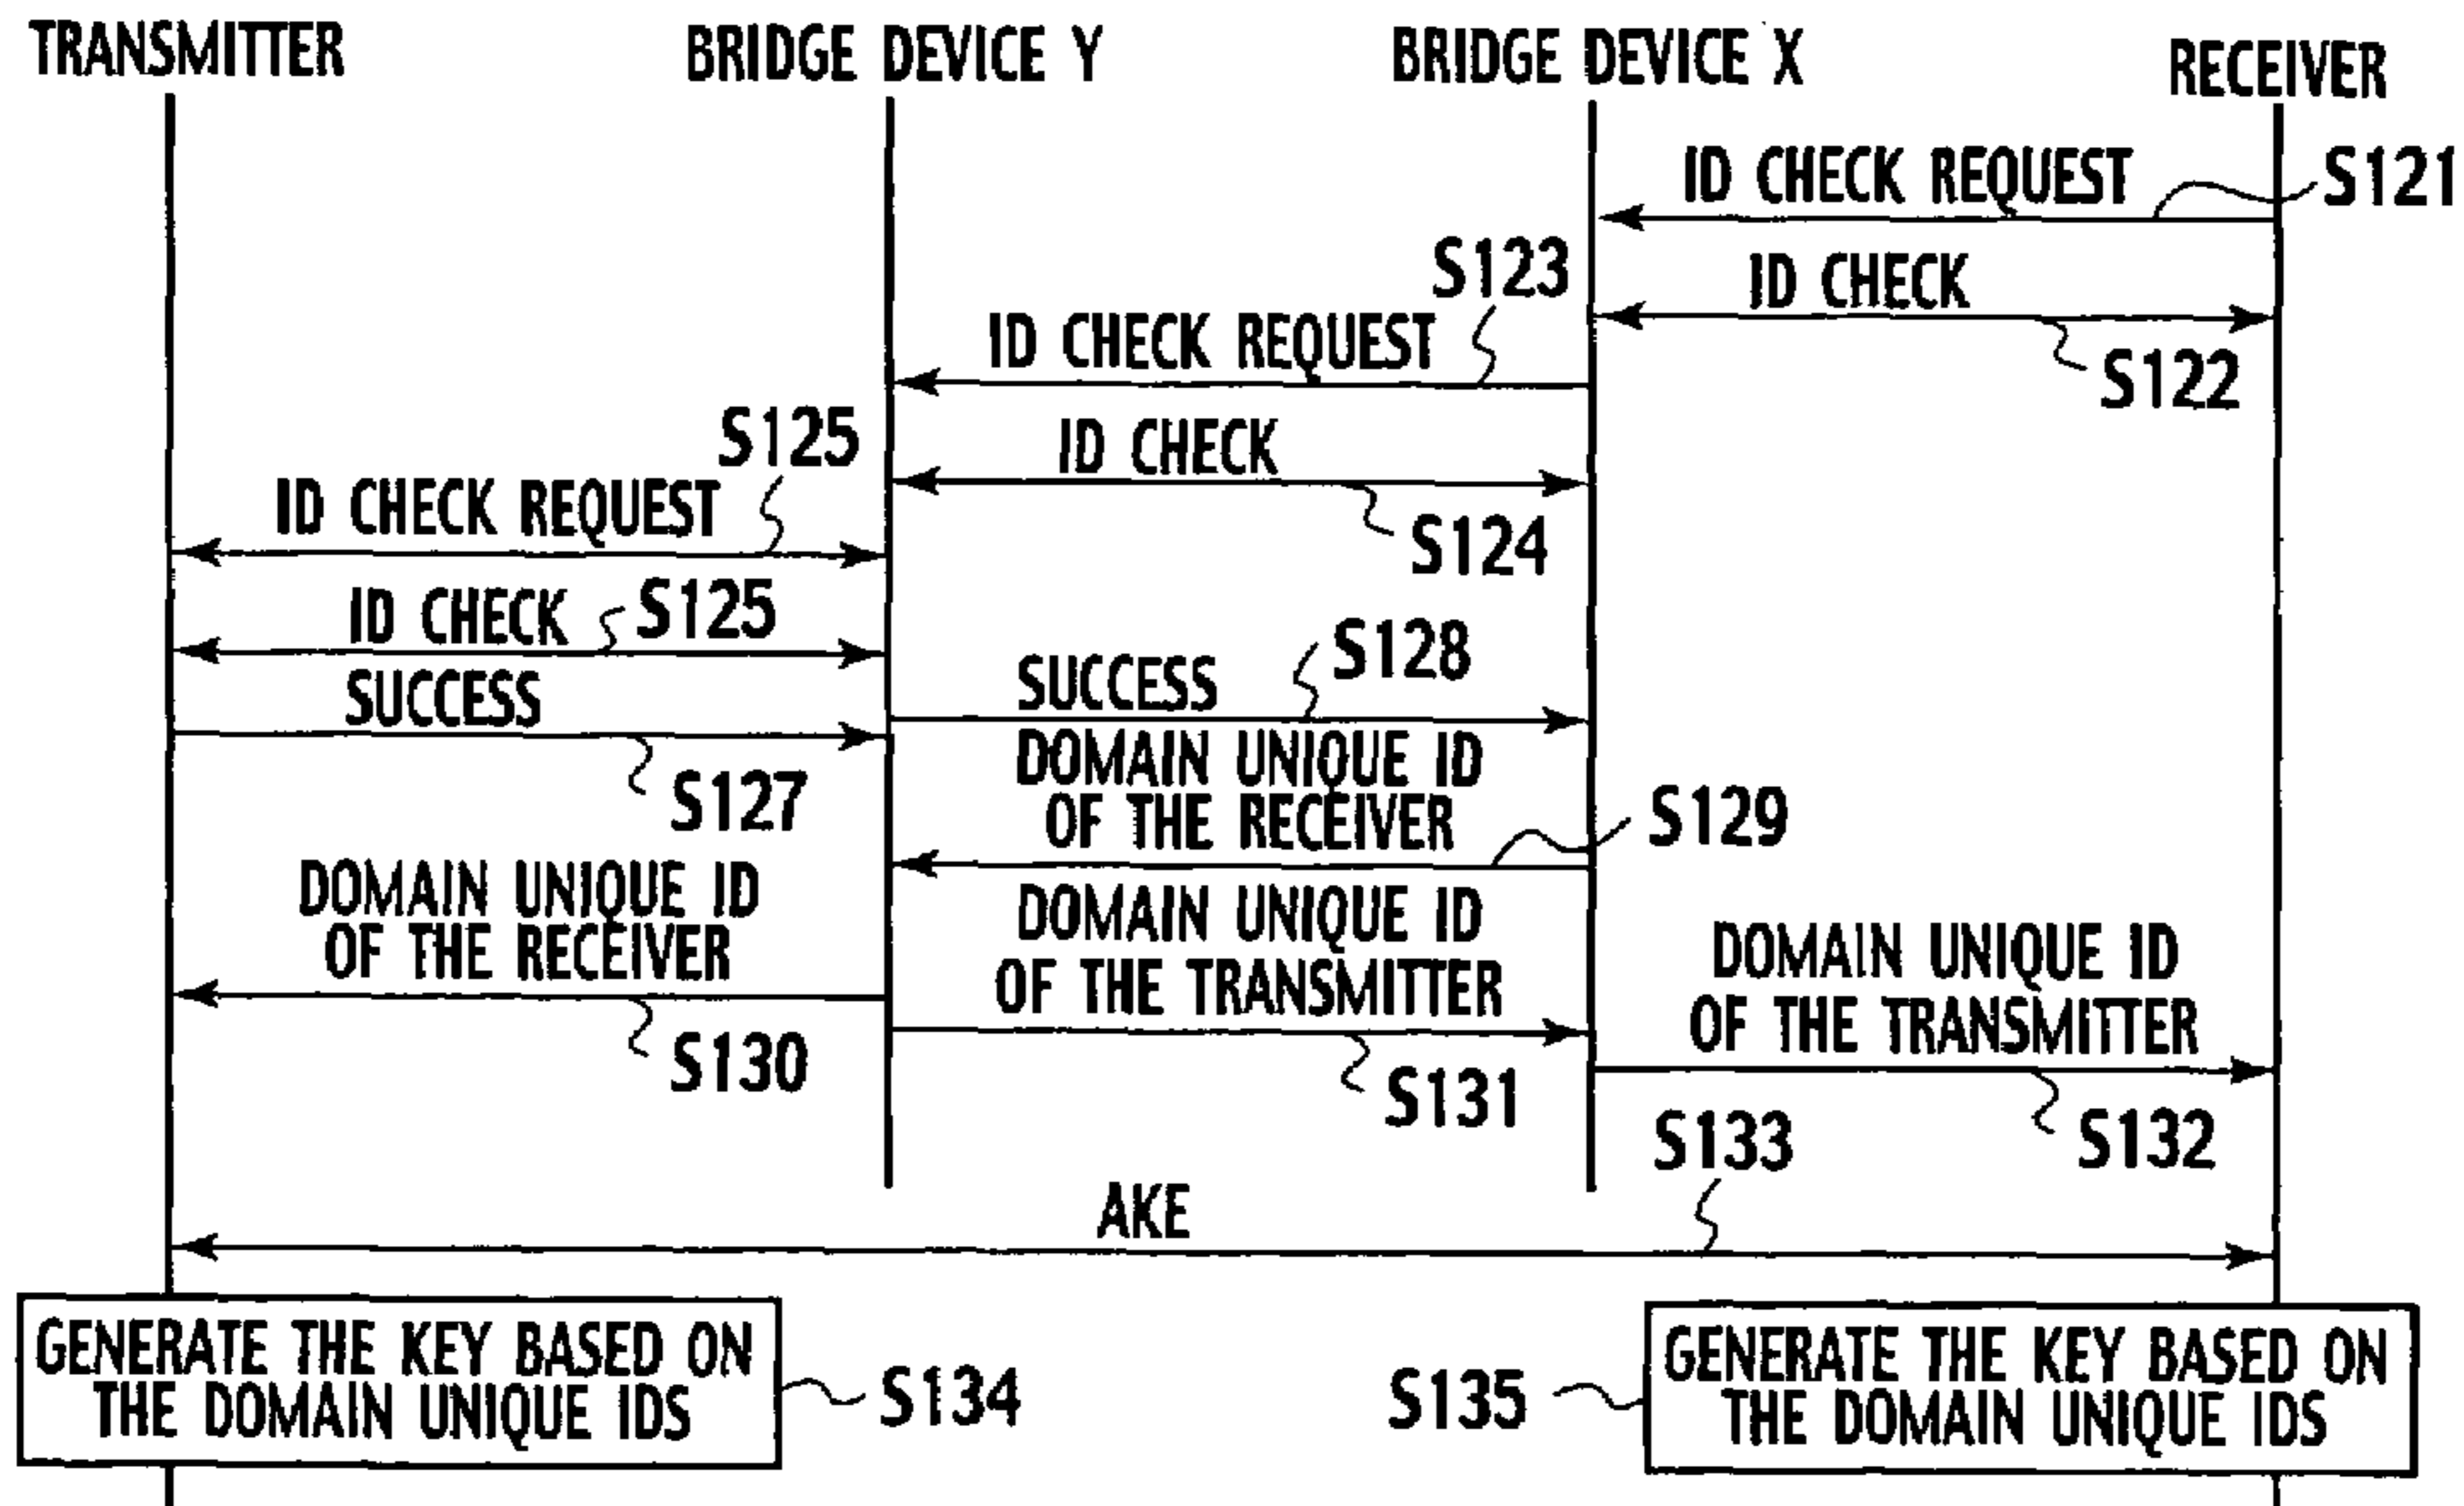 TRANSMITTER
BRIDGE DEVICE Y
BRIDGE DEVICE X
RECEIVER
ID CHECK REQUEST
S121
ID CHECK
S122
S123
ID CHECK REQUEST
ID CHECK
S124
S125
ID CHECK REQUEST
ID CHECK
S125
SUCCESS
S127
SUCCESS
S128
DOMAIN UNIQUE ID
OF THE RECEIVER
S129
DOMAIN UNIQUE ID
OF THE RECEIVER
S130
DOMAIN UNIQUE ID
OF THE TRANSMITTER
S131
DOMAIN UNIQUE ID
OF THE TRANSMITTER
S132
S133
AKE
GENERATE THE KEY BASED ON
THE DOMAIN UNIQUE IDS
S134
S135
GENERATE THE KEY BASED ON
THE DOMAIN UNIQUE IDS